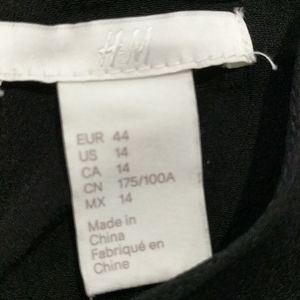 H&M
EUR 44
US 14
CA 14
CN 175/100A
MX 14
Made in
China
Fabriqué en
Chine